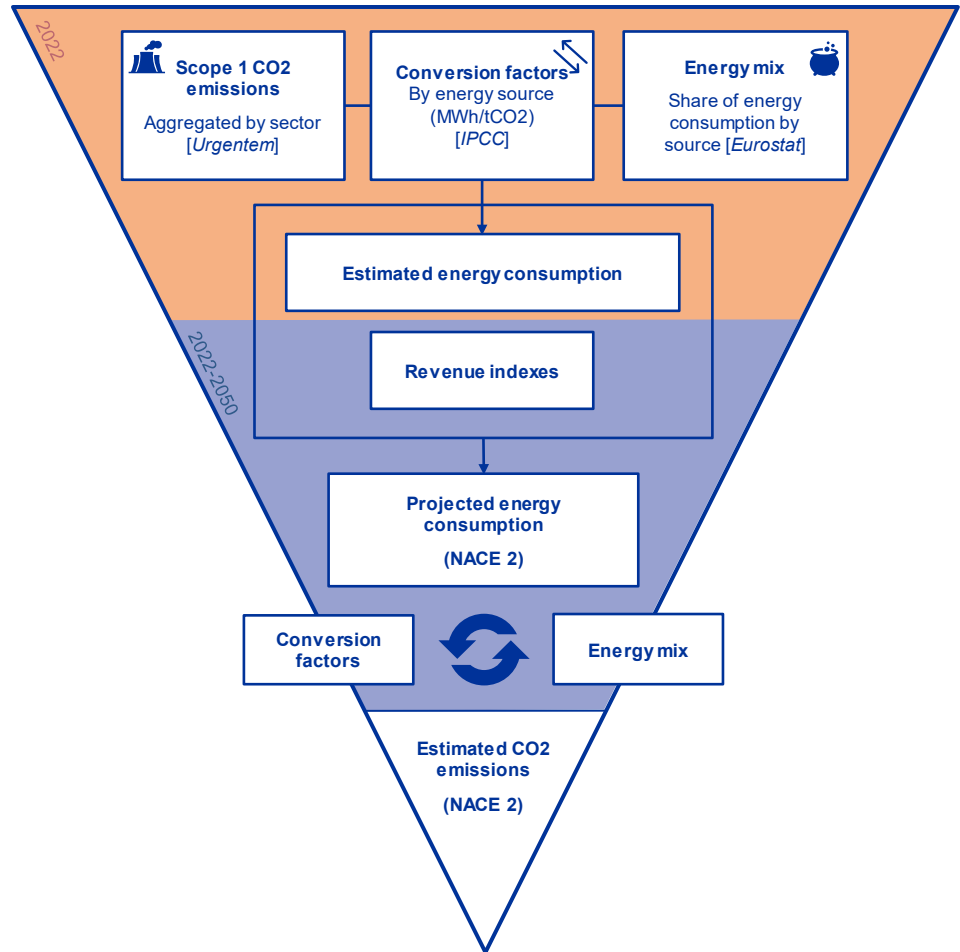 2022
Scope 1 CO2
emissions
Aggregated by sector
[Urgentem]
Conversion factors
By energy source
(MWh/tCO2)
[IPCC]
Energy mix
Share of energy
consumption by
source [Eurostat]
Estimated energy consumption
2022-2050
Revenue indexes
Projected energy
consumption
(NACE 2)
Conversion
factors
Energy mix
Estimated CO2
emissions
(NACE 2)